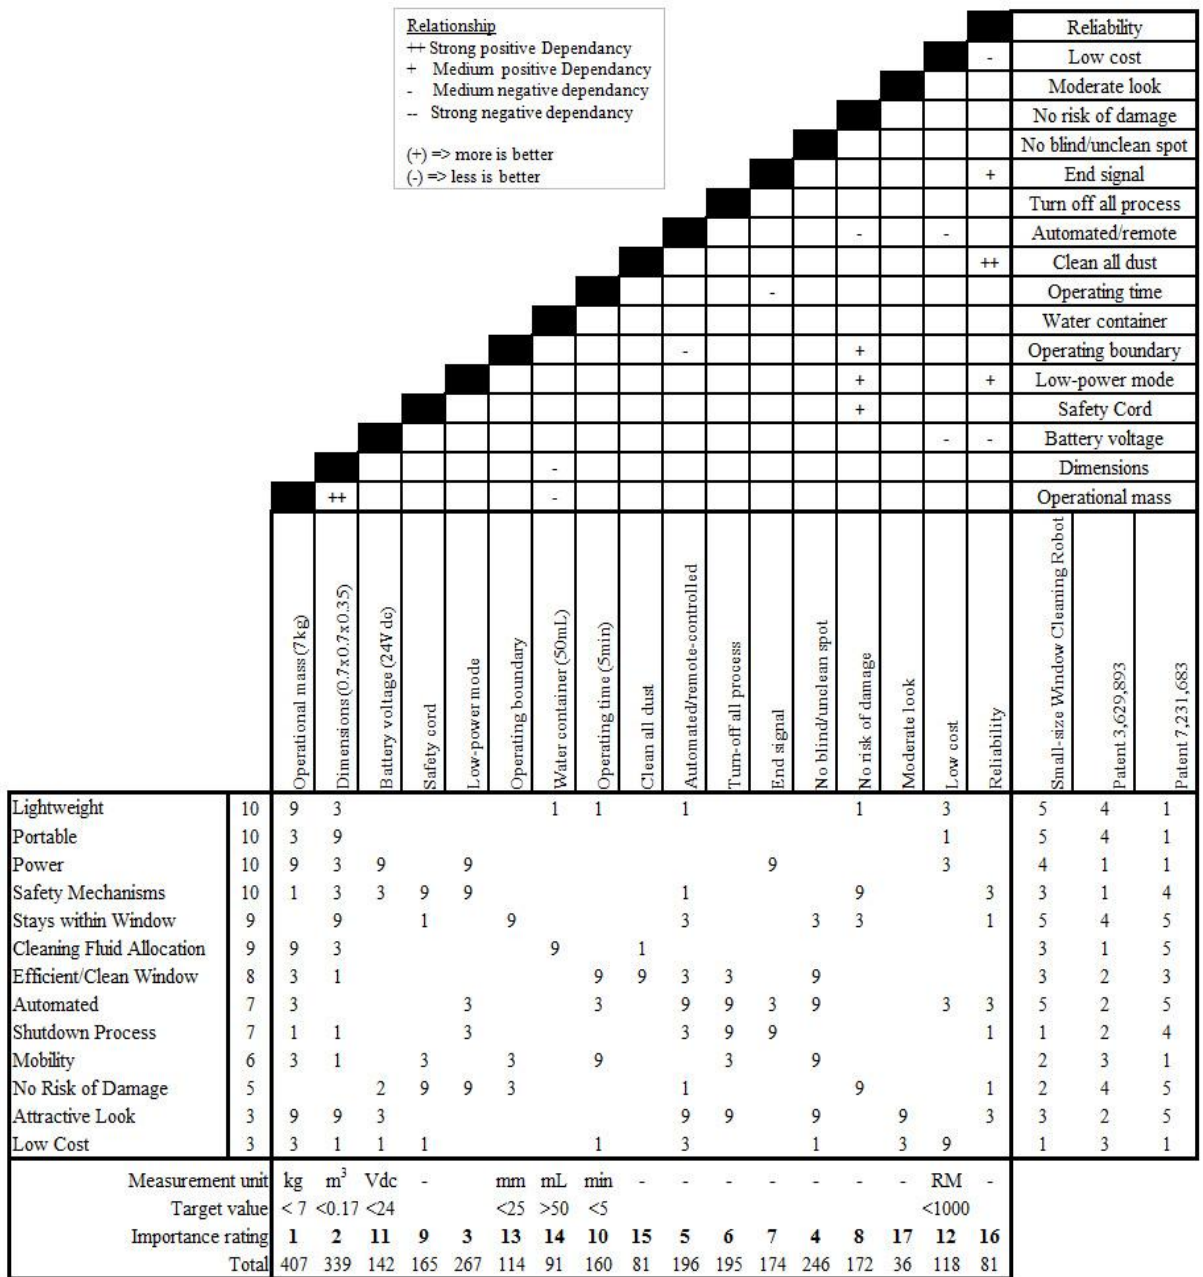 Relationship
++ Strong positive Dependancy
+ Medium positive Dependancy
- Medium negative dependancy
-- Strong negative dependancy
(+) => more is better
(-) => less is better
Reliability
- Low cost
Moderate look
No risk of damage
No blind/unclean spot
+ End signal
Turn off all process
- - Automated/remote
++ Clean all dust
- Operating time
Water container
- + Operating boundary
+ + Low-power mode
+ Safety Cord
- - Battery voltage
- Dimensions
++ - Operational mass
Operational mass (7kg)
Dimensions (0.7x0.7x0.35)
Battery voltage (24V dc)
Safety cord
Low-power mode
Operating boundary
Water container (50mL)
Operating time (5min)
Clean all dust
Automated/remote-controlled
Turn-off all process
End signal
No blind/unclean spot
No risk of damage
Moderate look
Low cost
Reliability
Small-size Window Cleaning Robot
Patent 3,629,893
Patent 7,231,683
Lightweight 10 9 3 1 1 1 1 3 5 4 1
Portable 10 3 9 1 5 4 1
Power 10 9 3 9 9 9 3 4 1 1
Safety Mechanisms 10 1 3 3 9 9 1 9 3 3 1 4
Stays within Window 9 9 1 9 3 3 3 1 5 4 5
Cleaning Fluid Allocation 9 9 3 9 1 3 1 5
Efficient/Clean Window 8 3 1 9 9 3 3 9 3 2 3
Automated 7 3 3 3 9 9 3 9 3 3 5 2 5
Shutdown Process 7 1 1 3 3 9 9 1 1 2 4
Mobility 6 3 1 3 3 9 3 9 2 3 1
No Risk of Damage 5 2 9 9 3 1 9 1 2 4 5
Attractive Look 3 9 9 3 9 9 9 9 3 3 2 5
Low Cost 3 3 1 1 1 1 3 1 3 9 1 3 1
Measurement unit kg m³ Vdc - mm mL min - - - - - - - RM -
Target value < 7 <0.17 <24 <25 >50 <5 <1000
Importance rating 1 2 11 9 3 13 14 10 15 5 6 7 4 8 17 12 16
Total 407 339 142 165 267 114 91 160 81 196 195 174 246 172 36 118 81